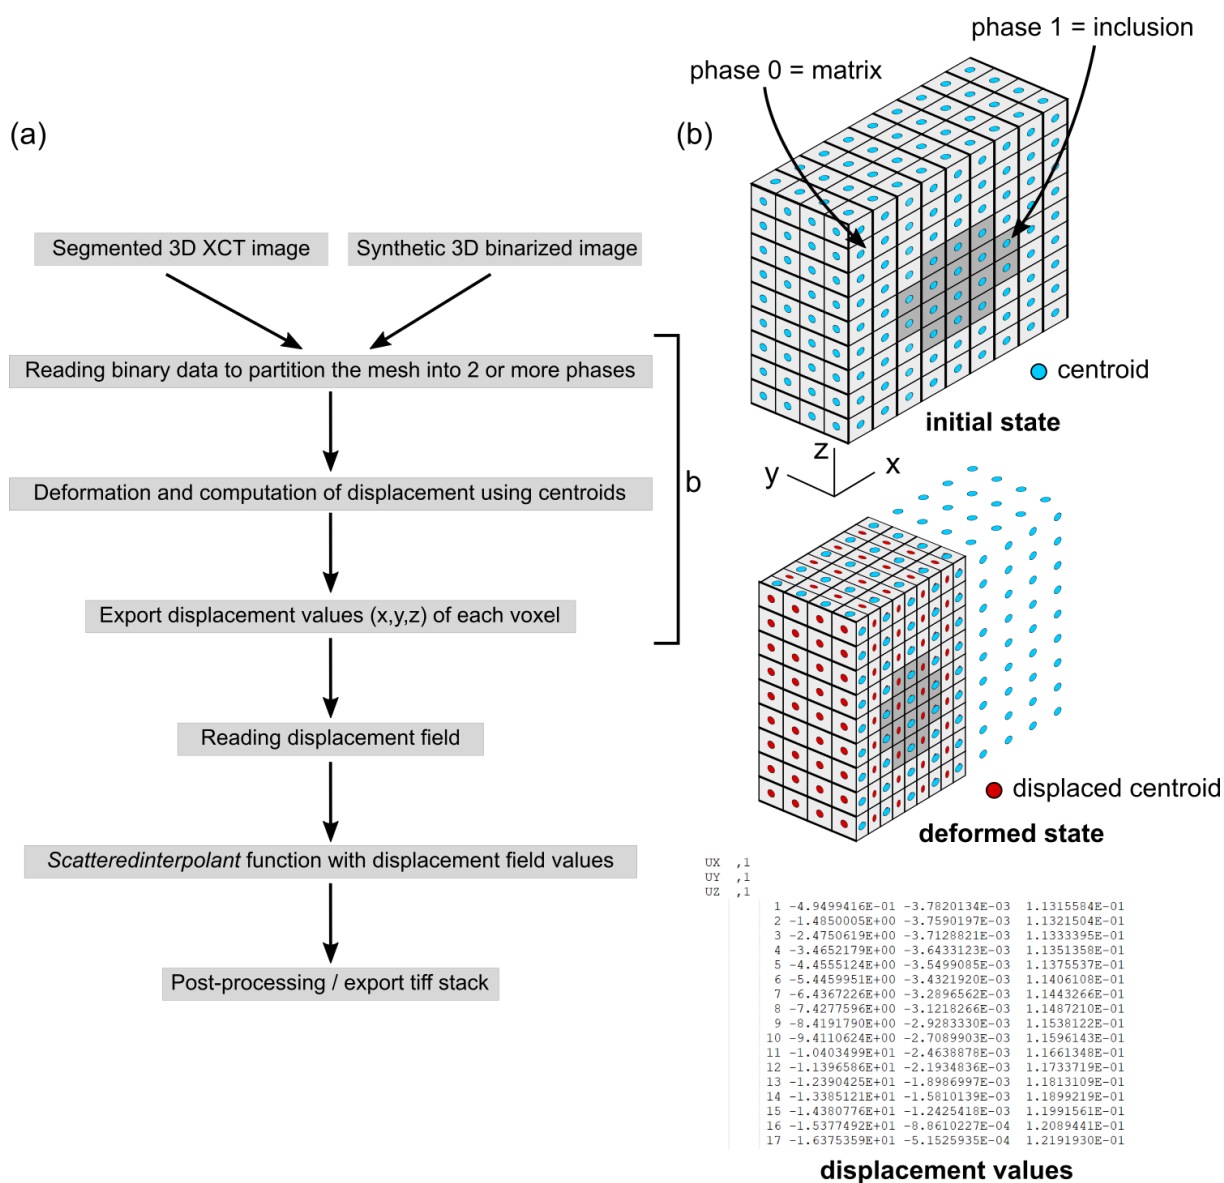 (a)
Segmented 3D XCT image
Synthetic 3D binarized image
Reading binary data to partition the mesh into 2 or more phases
Deformation and computation of displacement using centroids
b
Export displacement values (x,y,z) of each voxel
Reading displacement field
Scatteredinterpolant function with displacement field values
Post-processing / export tiff stack
(b)
phase 1 = inclusion
phase 0 = matrix
centroid
initial state
z
y
x
displaced centroid
deformed state
UX ,1
UY ,1
UZ ,1
1 -4.9499416E-01 -3.7820134E-03 1.1315584E-01
2 -1.4850005E+00 -3.7590197E-03 1.1321504E-01
3 -2.4750619E+00 -3.7128821E-03 1.1333395E-01
4 -3.4652179E+00 -3.6433123E-03 1.1351358E-01
5 -4.4555124E+00 -3.5499085E-03 1.1375537E-01
6 -5.4459951E+00 -3.4321920E-03 1.1406108E-01
7 -6.4367226E+00 -3.2896562E-03 1.1443266E-01
8 -7.4277596E+00 -3.1218266E-03 1.1487210E-01
9 -8.4191790E+00 -2.9283330E-03 1.1538122E-01
10 -9.4110624E+00 -2.7089903E-03 1.1596143E-01
11 -1.0403499E+01 -2.4638878E-03 1.1661348E-01
12 -1.1396586E+01 -2.1934836E-03 1.1733719E-01
13 -1.2390425E+01 -1.8986997E-03 1.1813109E-01
14 -1.3385121E+01 -1.5810139E-03 1.1899219E-01
15 -1.4380776E+01 -1.2425418E-03 1.1991561E-01
16 -1.5377492E+01 -8.8610227E-04 1.2089441E-01
17 -1.6375359E+01 -5.1525935E-04 1.2191930E-01
displacement values